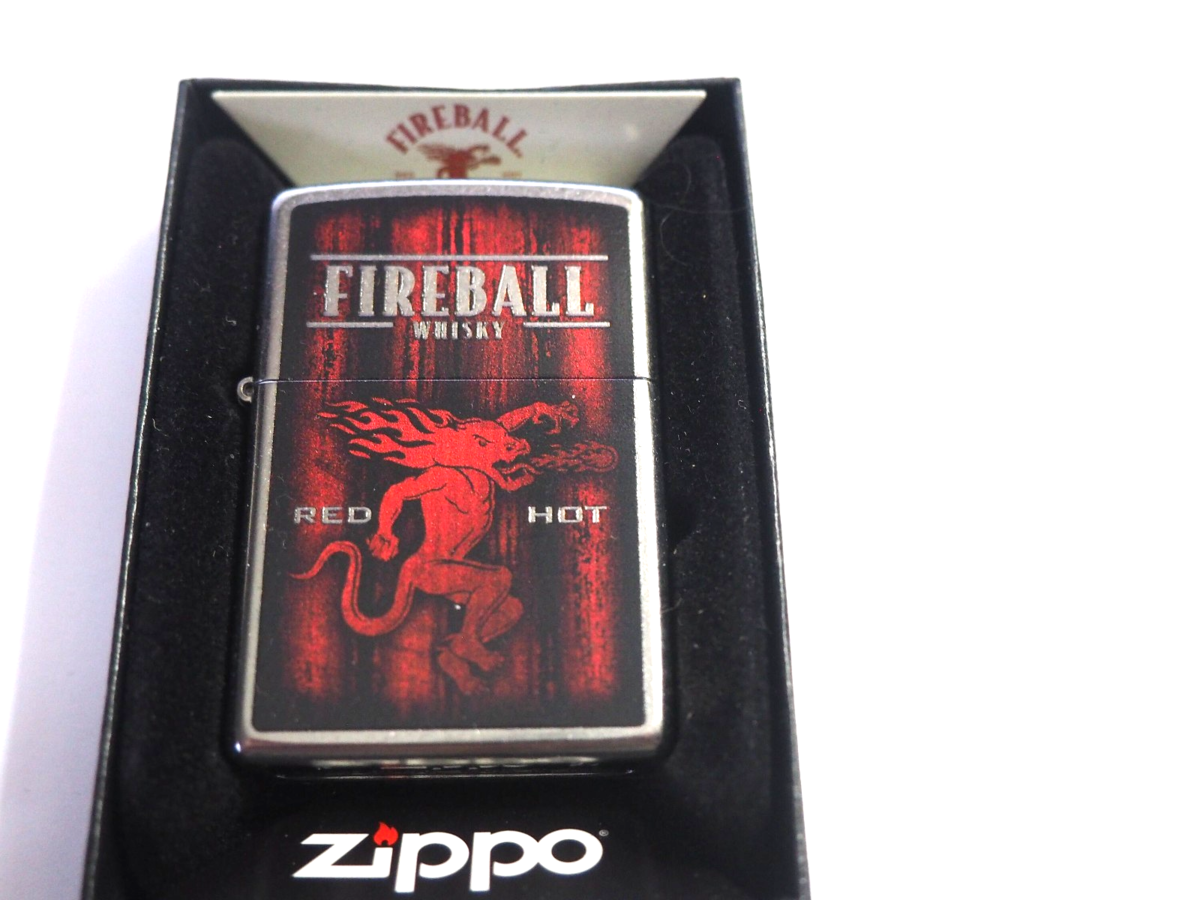 FIREBALL
FIREBALL
WHISKY
RED HOT
zippo®